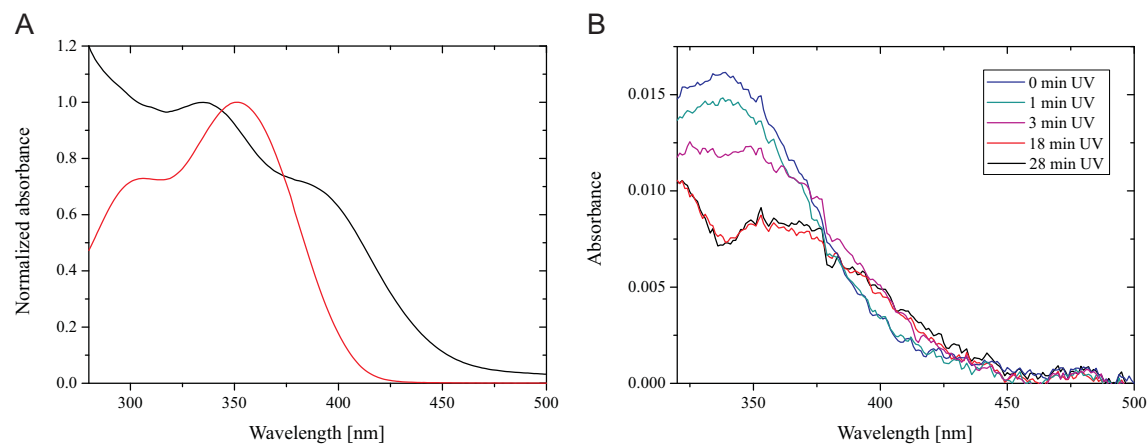 A
B
1.2
1.0
0.8
0.6
0.4
0.2
0.0
Normalized absorbance
300
350
400
450
500
Wavelength [nm]
0.015
0.010
0.005
0.000
Absorbance
0 min UV
1 min UV
3 min UV
18 min UV
28 min UV
350
400
450
500
Wavelength [nm]